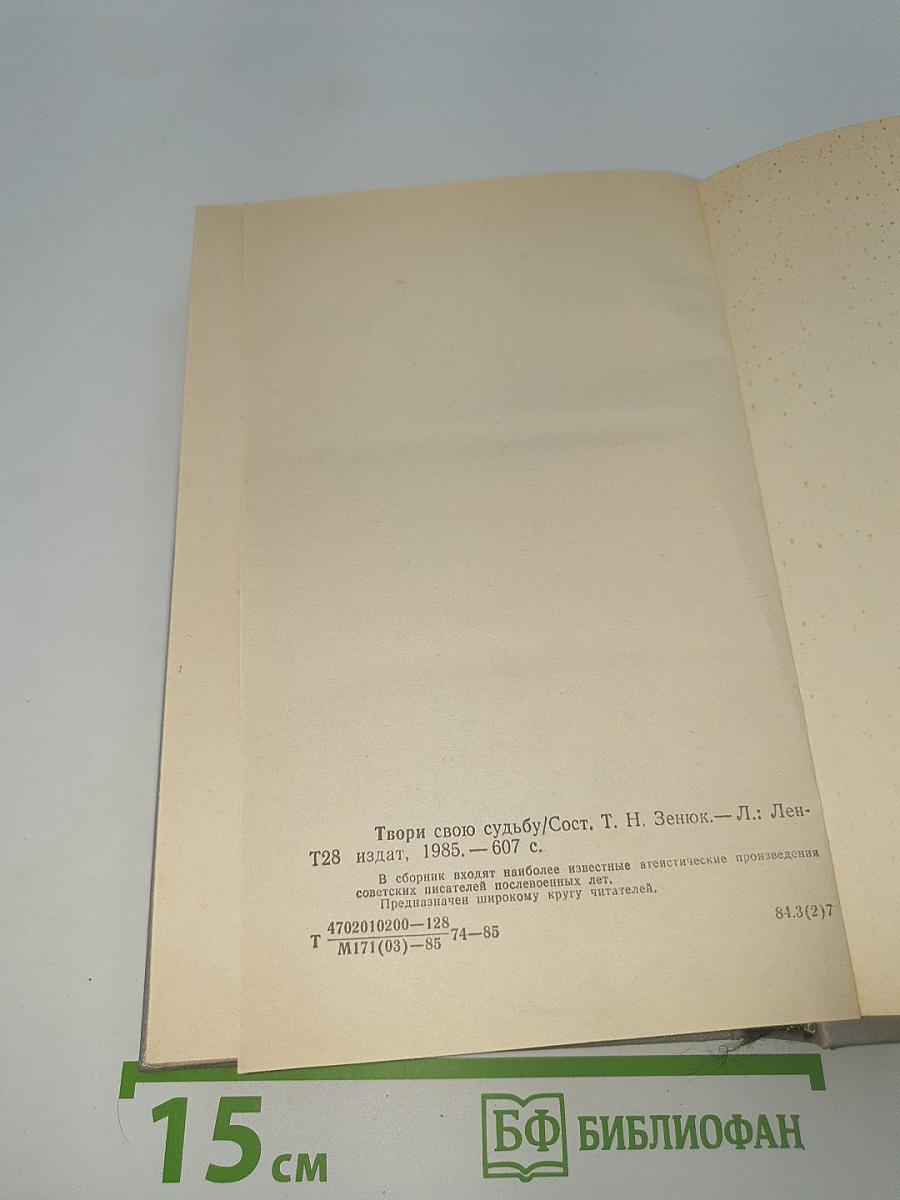 Твори свою судьбу/Сост. Т. Н. Зенюк.— Л.: Лен-
Т28 издат, 1985.— 607 с.
В сборник входят наиболее известные атеистические произведения
советских писателей послевоенных лет.
Предназначен широкому кругу читателей.
Т 4702010200—128
М171(03)—85 74—85
84.3(2)7
15 см
БФ БИБЛИОФАН